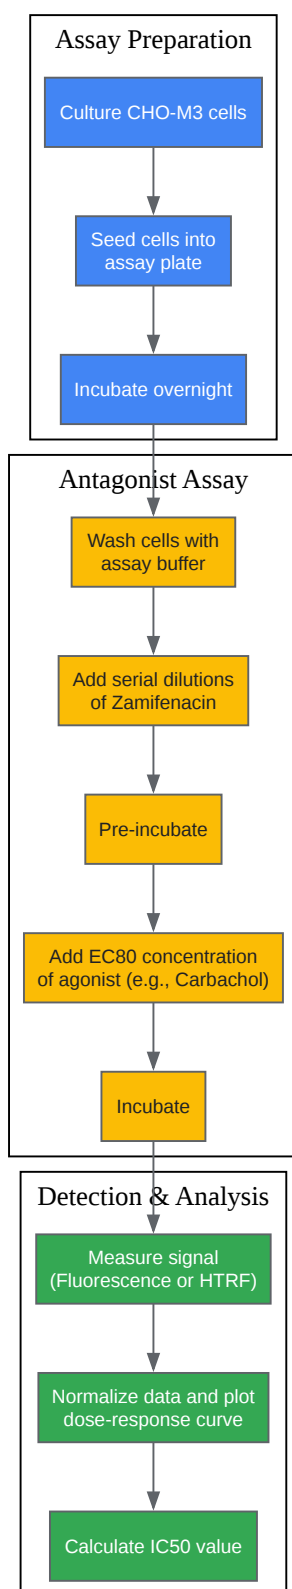 Assay Preparation
Culture CHO-M3 cells
Seed cells into
assay plate
Incubate overnight
Antagonist Assay
Wash cells with
assay buffer
Add serial dilutions
of Zamifenacin
Pre-incubate
Add EC80 concentration
of agonist (e.g., Carbachol)
Incubate
Detection & Analysis
Measure signal
(Fluorescence or HTRF)
Normalize data and plot
dose-response curve
Calculate IC50 value